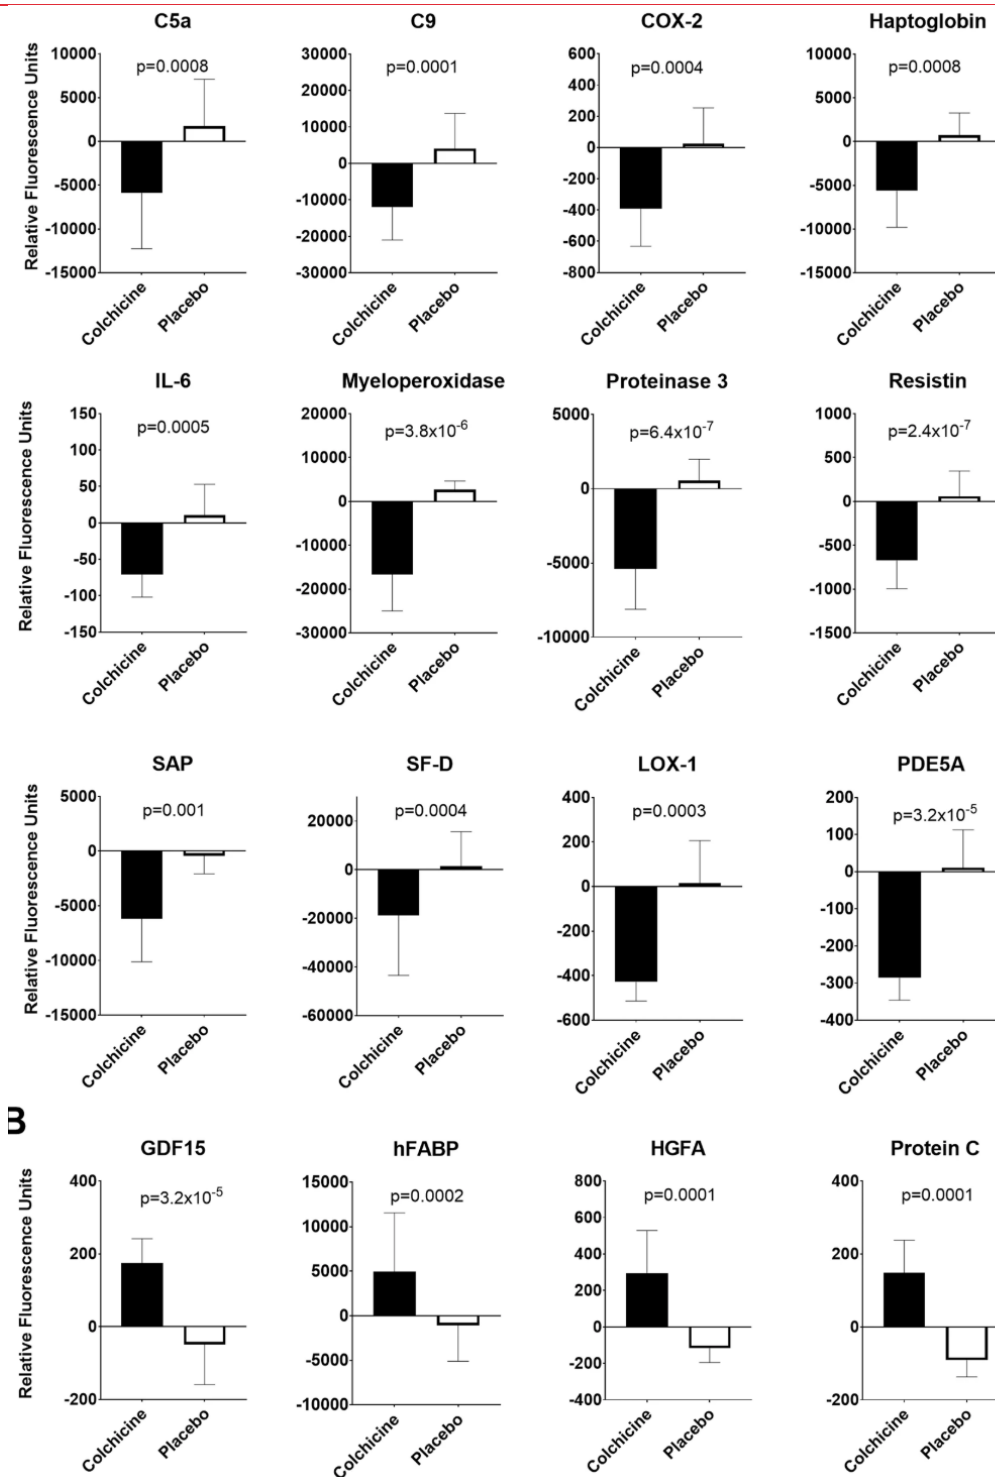 C5a C9 COX-2 Haptoglobin
Relative Fluorescence Units
10000
5000
0
-5000
-10000
-15000
p=0.0008
Colchicine
Placebo
30000
20000
10000
0
-10000
-20000
-30000
p=0.0001
Colchicine
Placebo
600
400
200
0
-200
-400
-600
-800
p=0.0004
Colchicine
Placebo
10000
5000
0
-5000
-10000
-15000
p=0.0008
Colchicine
Placebo
IL-6 Myeloperoxidase Proteinase 3 Resistin
Relative Fluorescence Units
150
100
50
0
-50
-100
-150
p=0.0005
Colchicine
Placebo
20000
10000
0
-10000
-20000
-30000
p=3.8x10-6
Colchicine
Placebo
5000
0
-5000
-10000
p=6.4x10-7
Colchicine
Placebo
1000
500
0
-500
-1000
-1500
p=2.4x10-7
Colchicine
Placebo
SAP SF-D LOX-1 PDE5A
Relative Fluorescence Units
5000
0
-5000
-10000
-15000
p=0.001
Colchicine
Placebo
20000
0
-20000
-40000
-60000
p=0.0004
Colchicine
Placebo
400
200
0
-200
-400
-600
p=0.0003
Colchicine
Placebo
200
100
0
-100
-200
-300
-400
p=3.2x10-5
Colchicine
Placebo
B
GDF15 hFABP HGFA Protein C
Relative Fluorescence Units
400
200
0
-200
p=3.2x10-5
Colchicine
Placebo
15000
10000
5000
0
-5000
-10000
p=0.0002
Colchicine
Placebo
800
600
400
200
0
-200
-400
p=0.0001
Colchicine
Placebo
400
200
0
-200
p=0.0001
Colchicine
Placebo